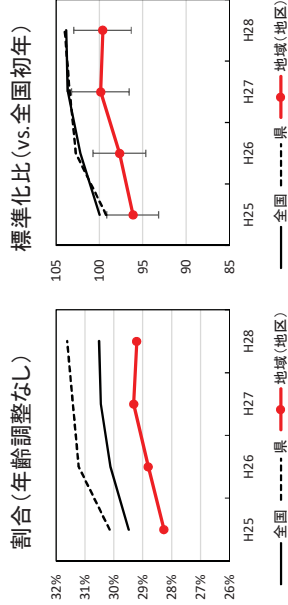 割合(年齢調整なし)
32%
31%
30%
29%
28%
27%
26%
H25
H26
H27
H28
全国
県
地域(地区)
標準化比(vs.全国初年)
105
100
95
90
85
H25
H26
H27
H28
全国
県
地域(地区)